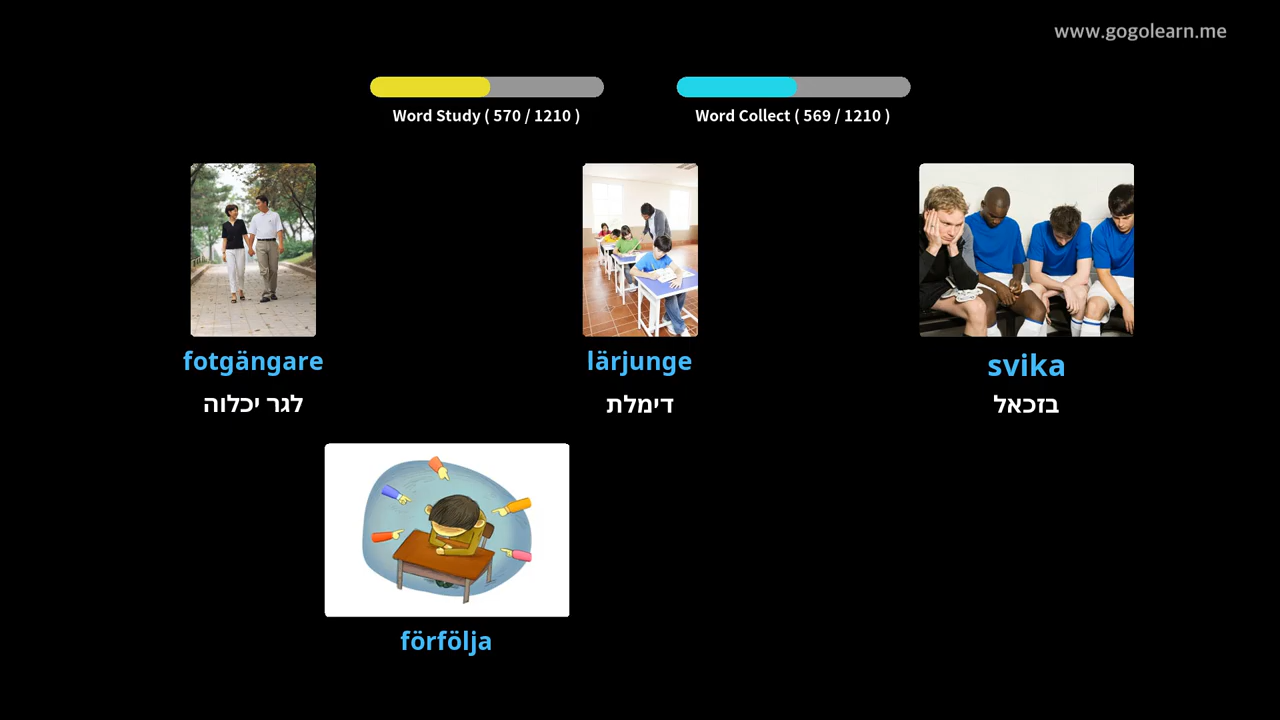 www.gogolearn.me
Word Study ( 570 / 1210 )
Word Collect ( 569 / 1210 )
fotgängare
לגר יכלוה
lärjunge
דימלת
svika
בזכאל
förfölja